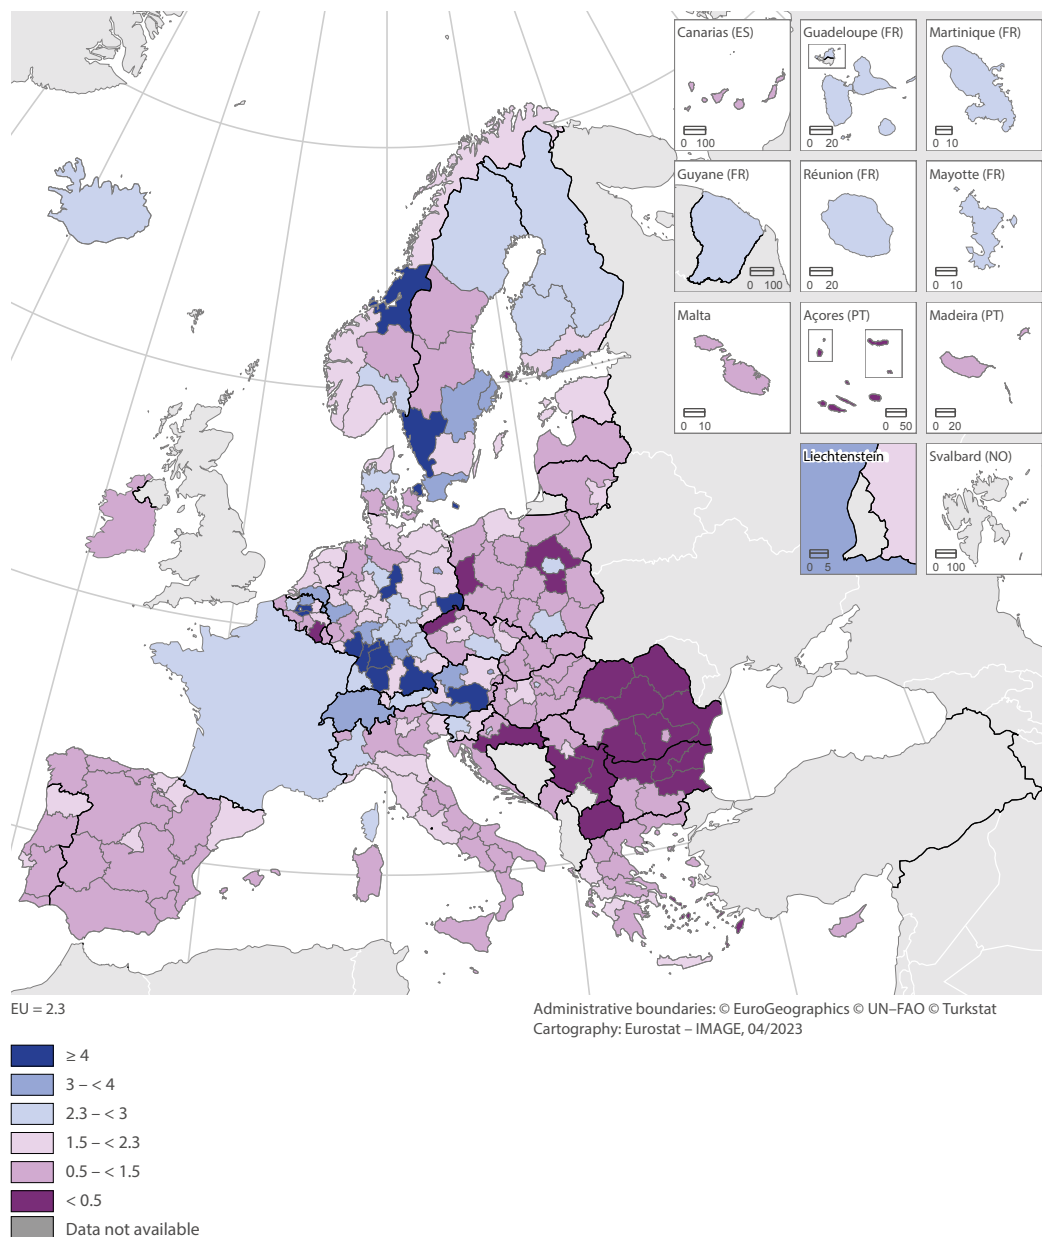 Canarias (ES)
0 100
Guadeloupe (FR)
0 20
Martinique (FR)
0 10
Guyane (FR)
0 100
Réunion (FR)
0 20
Mayotte (FR)
0 10
Malta
0 10
Açores (PT)
0 50
Madeira (PT)
0 20
Liechtenstein
0 5
Svalbard (NO)
0 100
EU = 2.3
Administrative boundaries: © EuroGeographics © UN–FAO © Turkstat
Cartography: Eurostat – IMAGE, 04/2023
≥ 4
3 – < 4
2.3 – < 3
1.5 – < 2.3
0.5 – < 1.5
< 0.5
Data not available